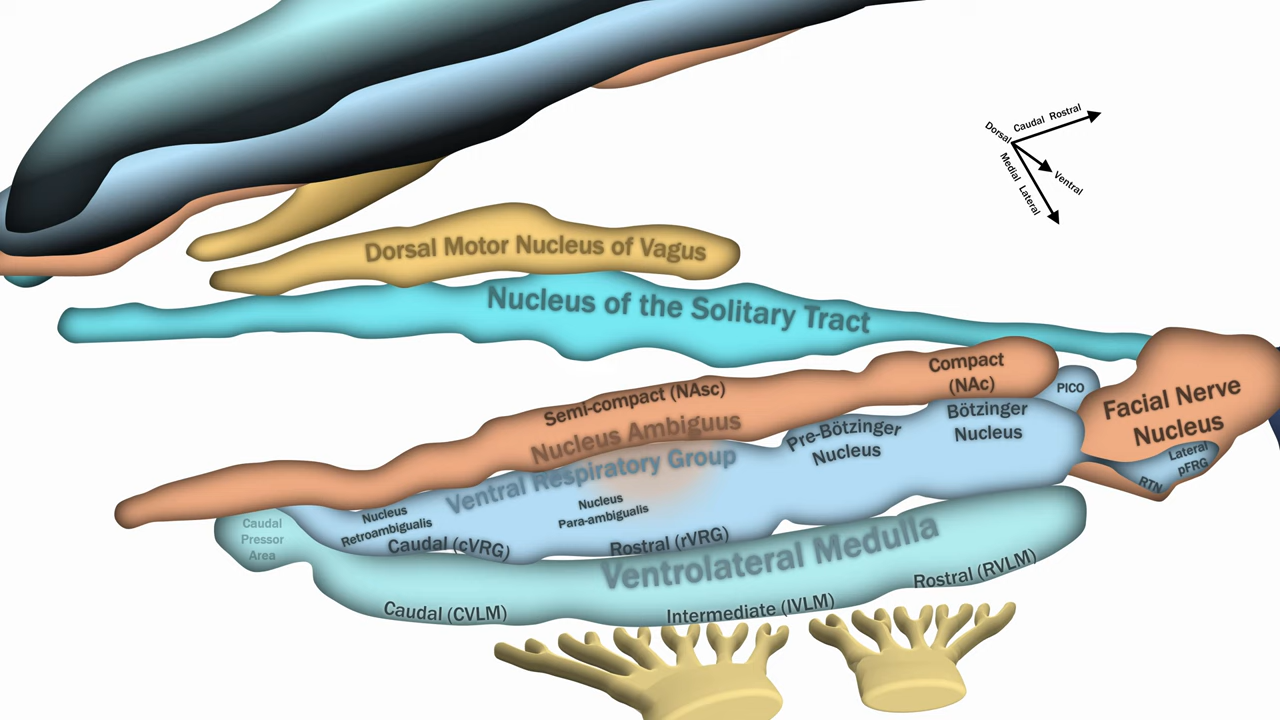 Caudal Rostral
Dorsal
Medial Lateral
Ventral
Dorsal Motor Nucleus of Vagus
Nucleus of the Solitary Tract
Compact
(NAc)
Semi-compact (NAsc)
Nucleus Ambiguus
PICO
Facial Nerve
Nucleus
Bötzinger
Nucleus
Pre-Bötzinger
Nucleus
Lateral
pFRG
RTN
Ventral Respiratory Group
Nucleus
Retroambigualis
Nucleus
Para-ambigualis
Caudal (cVRG)
Rostral (rVRG)
Caudal
Pressor
Area
Ventrolateral Medulla
Caudal (CVLM)
Intermediate (IVLM)
Rostral (RVLM)